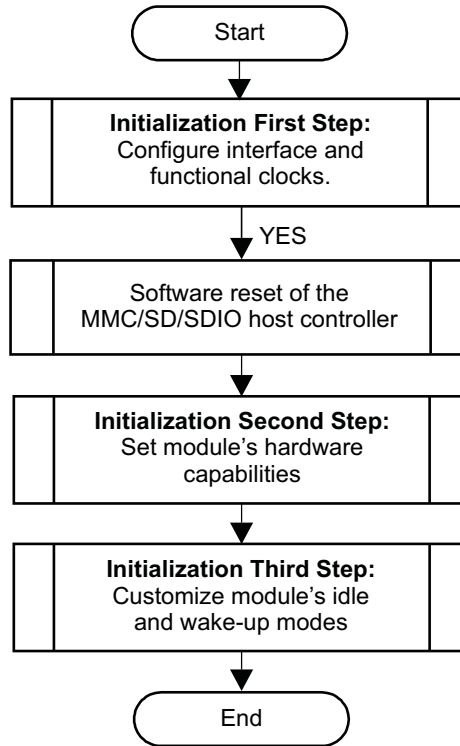 Start
Initialization First Step:
Configure interface and
functional clocks.
YES
Software reset of the
MMC/SD/SDIO host controller
Initialization Second Step:
Set module's hardware
capabilities
Initialization Third Step:
Customize module's idle
and wake-up modes
End